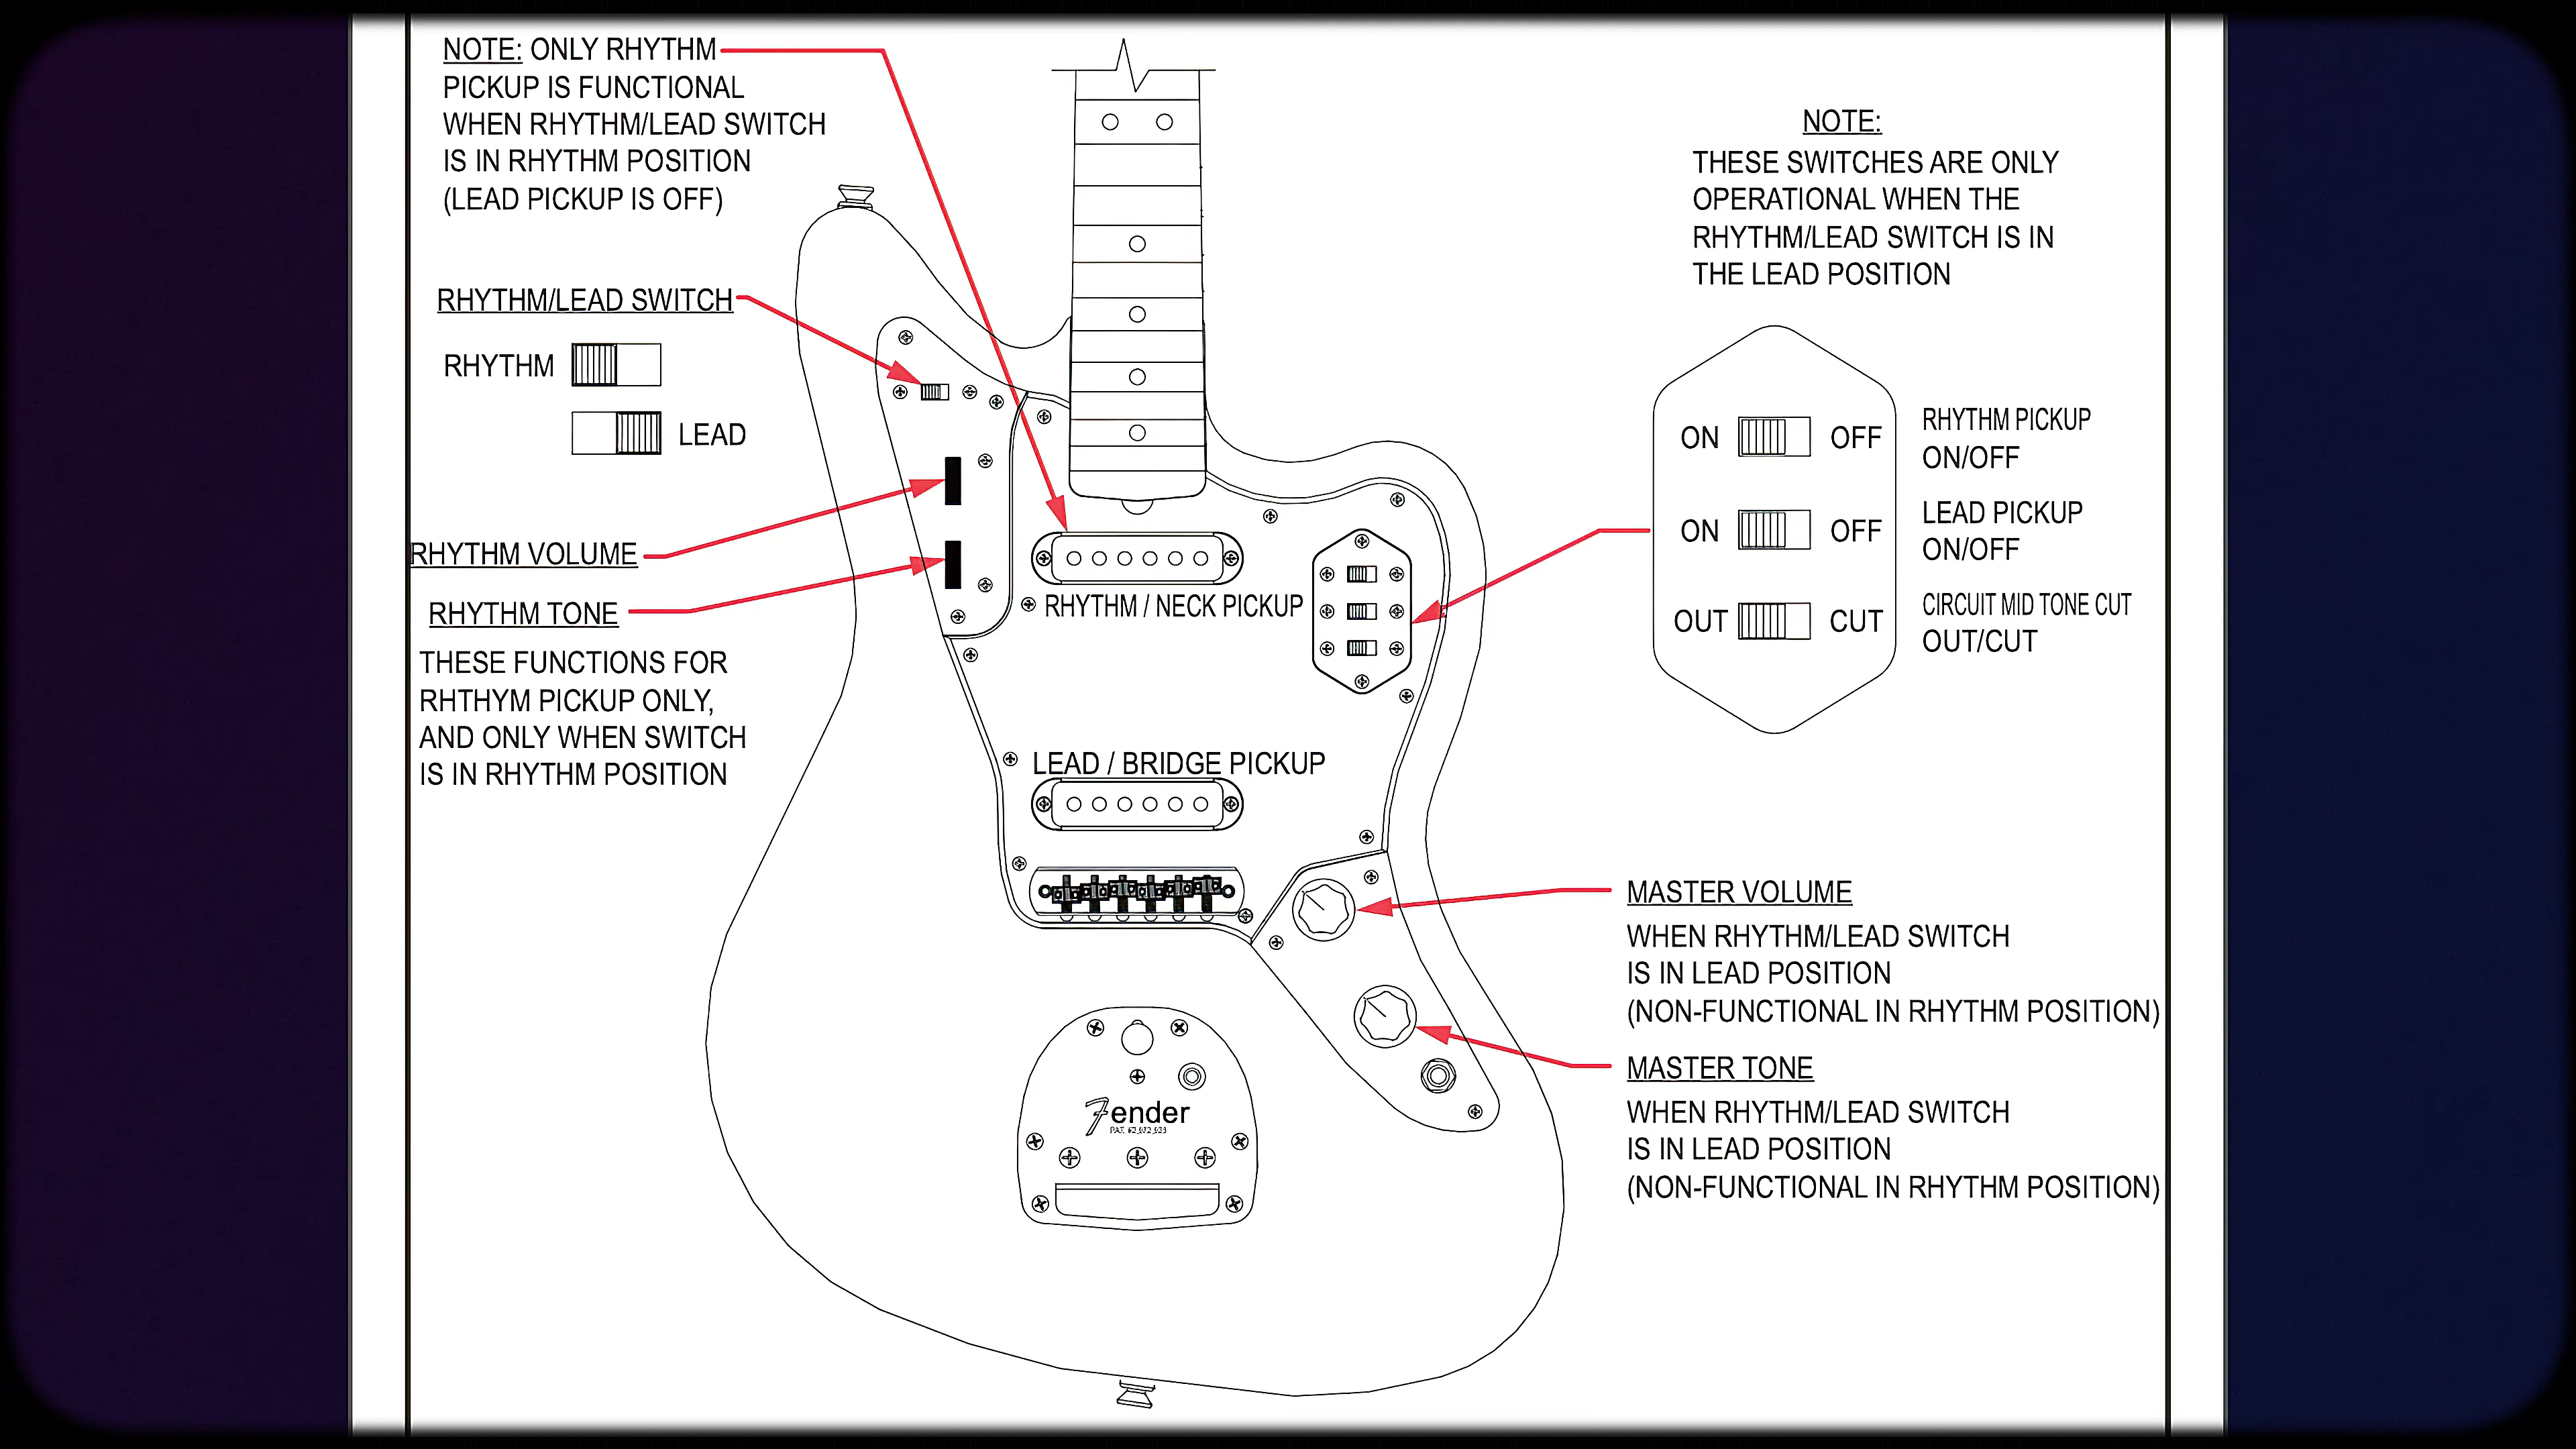 NOTE: ONLY RHYTHM
PICKUP IS FUNCTIONAL
WHEN RHYTHM/LEAD SWITCH
IS IN RHYTHM POSITION
(LEAD PICKUP IS OFF)
RHYTHM/LEAD SWITCH
RHYTHM
LEAD
RHYTHM VOLUME
RHYTHM TONE
THESE FUNCTIONS FOR
RHTHYM PICKUP ONLY,
AND ONLY WHEN SWITCH
IS IN RHYTHM POSITION
RHYTHM / NECK PICKUP
LEAD / BRIDGE PICKUP
Fender
NOTE:
THESE SWITCHES ARE ONLY
OPERATIONAL WHEN THE
RHYTHM/LEAD SWITCH IS IN
THE LEAD POSITION
ON OFF RHYTHM PICKUP
ON/OFF
ON OFF LEAD PICKUP
ON/OFF
OUT CUT CIRCUIT MID TONE CUT
OUT/CUT
MASTER VOLUME
WHEN RHYTHM/LEAD SWITCH
IS IN LEAD POSITION
(NON-FUNCTIONAL IN RHYTHM POSITION)
MASTER TONE
WHEN RHYTHM/LEAD SWITCH
IS IN LEAD POSITION
(NON-FUNCTIONAL IN RHYTHM POSITION)